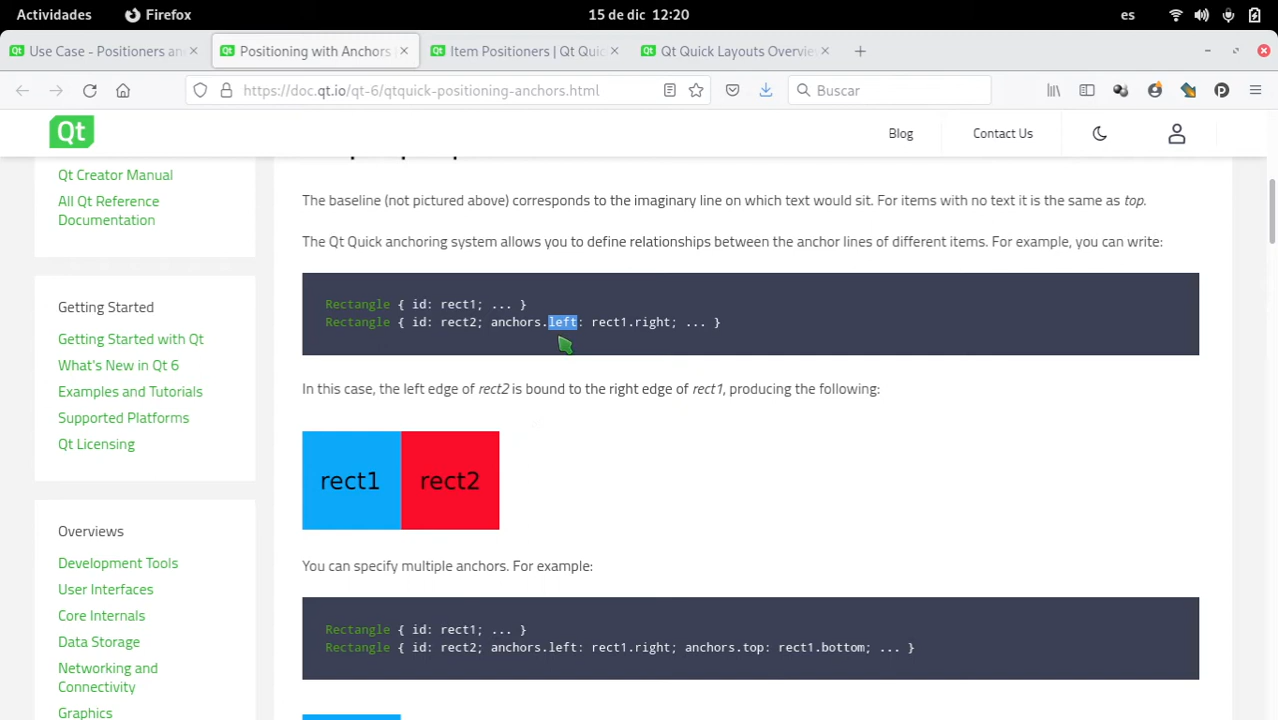 Actividades Firefox 15 de dic 12:20 es
Use Case - Positioners an
Positioning with Anchors
Item Positioners | Qt Quic
Qt Quick Layouts Overview
https://doc.qt.io/qt-6/qtquick-positioning-anchors.html
Buscar
Qt
Blog
Contact Us
Qt Creator Manual
All Qt Reference
Documentation
Getting Started
Getting Started with Qt
What's New in Qt 6
Examples and Tutorials
Supported Platforms
Qt Licensing
Overviews
Development Tools
User Interfaces
Core Internals
Data Storage
Networking and
Connectivity
Graphics
The baseline (not pictured above) corresponds to the imaginary line on which text would sit. For items with no text it is the same as top.
The Qt Quick anchoring system allows you to define relationships between the anchor lines of different items. For example, you can write:
Rectangle { id: rect1; ... }
Rectangle { id: rect2; anchors.left: rect1.right; ... }
In this case, the left edge of rect2 is bound to the right edge of rect1, producing the following:
rect1 rect2
You can specify multiple anchors. For example:
Rectangle { id: rect1; ... }
Rectangle { id: rect2; anchors.left: rect1.right; anchors.top: rect1.bottom; ... }